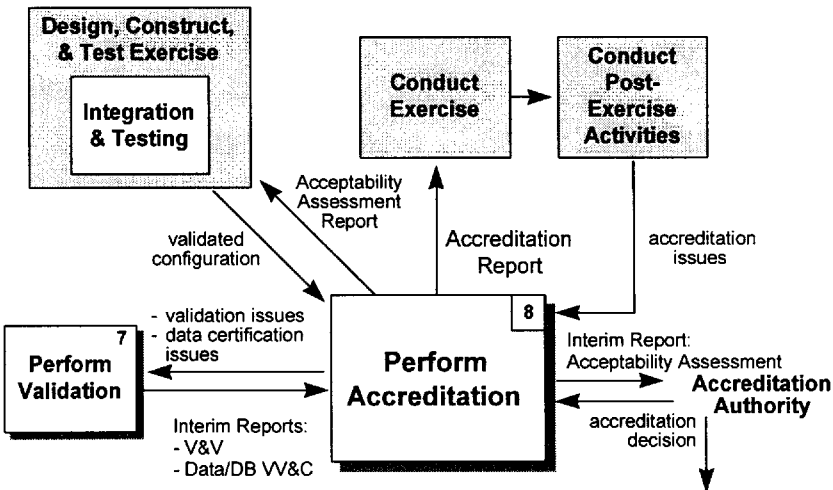 Design, Construct,
& Test Exercise
Integration
& Testing
Conduct
Exercise
Conduct
Post-
Exercise
Activities
Acceptability
Assessment
Report
validated
configuration
Accreditation
Report
accreditation
issues
- validation issues
- data certification
issues
7
Perform
Validation
8
Perform
Accreditation
Interim Report:
Acceptability Assessment
Accreditation
Authority
accreditation
decision
Interim Reports:
- V&V
- Data/DB VV&C